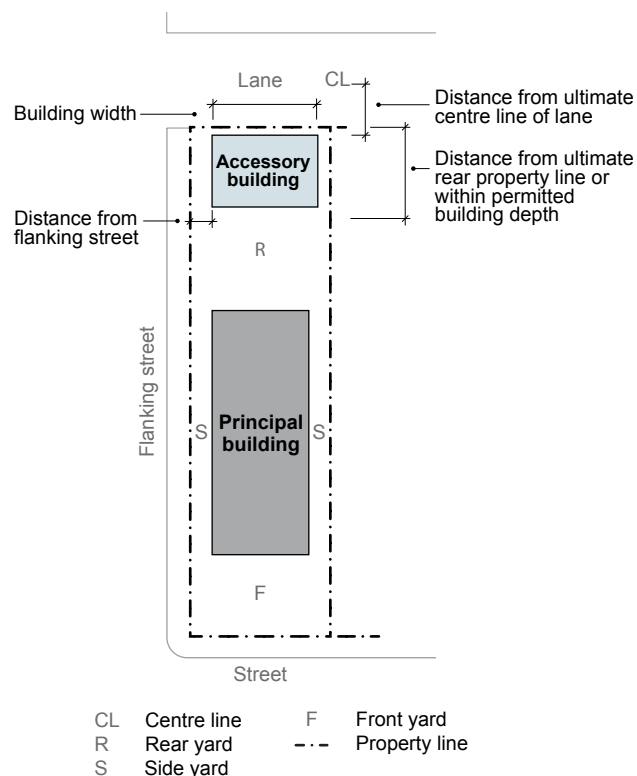 Lane
CL
Building width
Distance from ultimate
centre line of lane
Accessory
building
Distance from ultimate
rear property line or
within permitted
building depth
Distance from
flanking street
R
Flanking street
S
Principal
building
S
F
Street
CL Centre line
F Front yard
R Rear yard
Property line
S Side yard